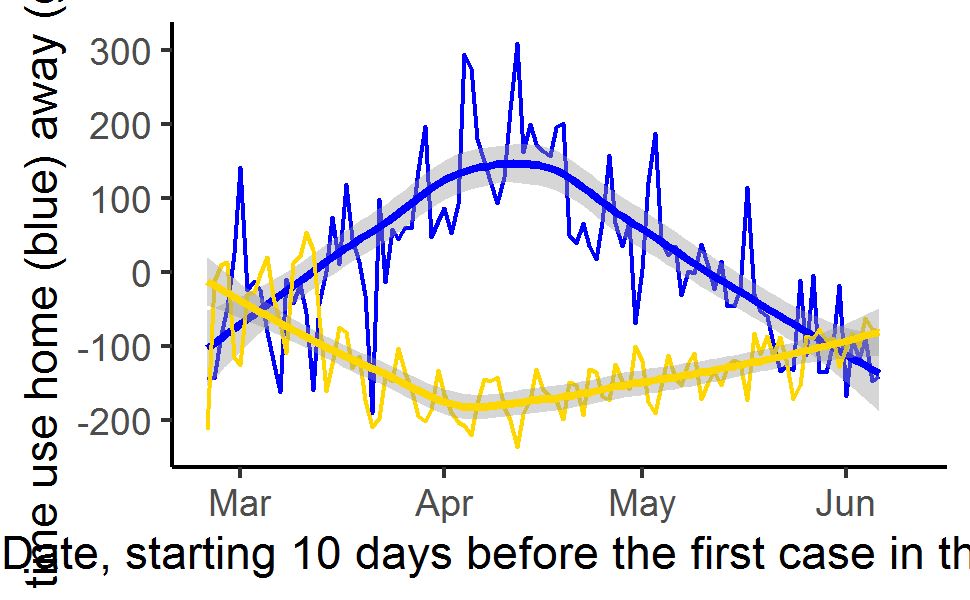 time use home (blue) away (
300
200
100
0
-100
-200
Mar Apr May Jun
Date, starting 10 days before the first case in th